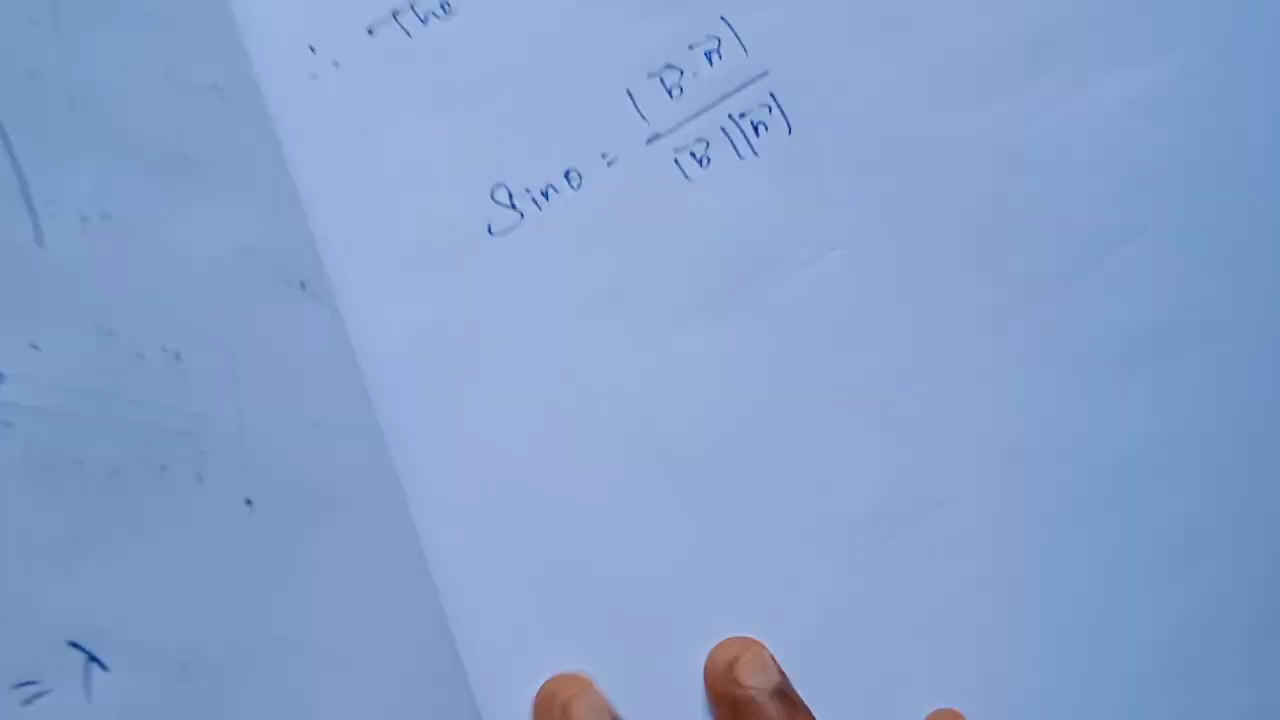 ∴ The
Sinθ = |B⃗.n⃗| / |B⃗||n⃗|
= λ